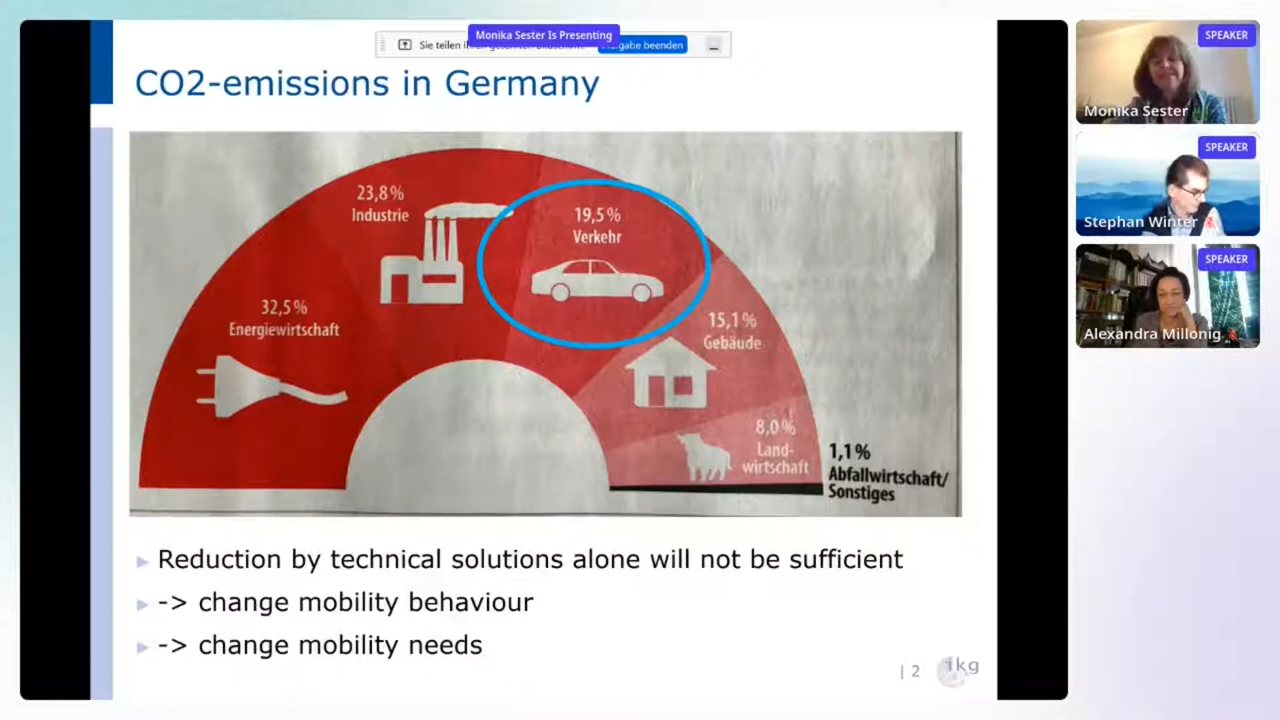 Monika Sester Is Presenting
Sie teilen
gabe beenden
CO2-emissions in Germany
23,8%
Industrie
19,5%
Verkehr
32,5%
Energiewirtschaft
15,1%
Gebäude
8,0%
Land-
wirtschaft
1,1%
Abfallwirtschaft/
Sonstiges
Reduction by technical solutions alone will not be sufficient
-> change mobility behaviour
-> change mobility needs
| 2
ikg
SPEAKER
Monika Sester
SPEAKER
Stephan Winter
SPEAKER
Alexandra Millonig